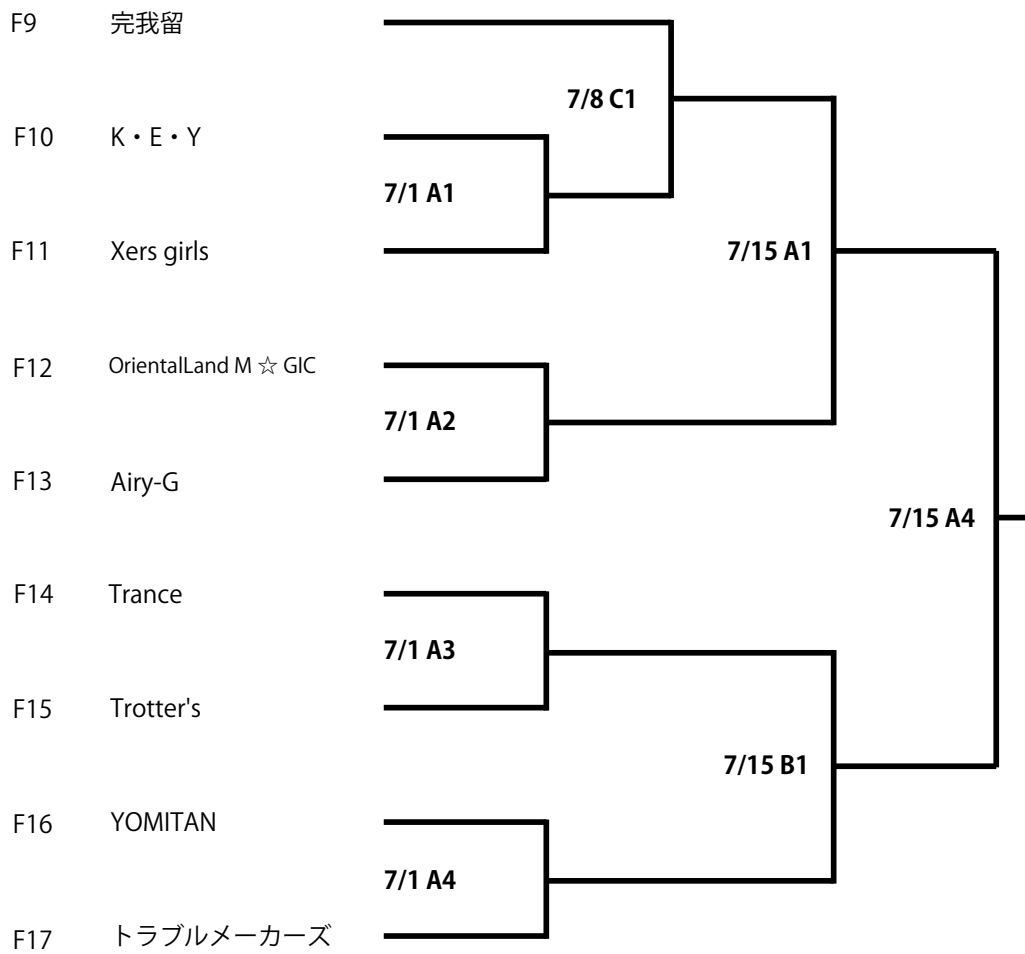 F9 完我留
7/8 C1
F10 K・E・Y
7/1 A1
F11 Xers girls
7/15 A1
F12 OrientalLand M ☆ GIC
7/1 A2
F13 Airy-G
7/15 A4
F14 Trance
7/1 A3
F15 Trotter's
7/15 B1
F16 YOMITAN
7/1 A4
F17 トラブルメーカーズ